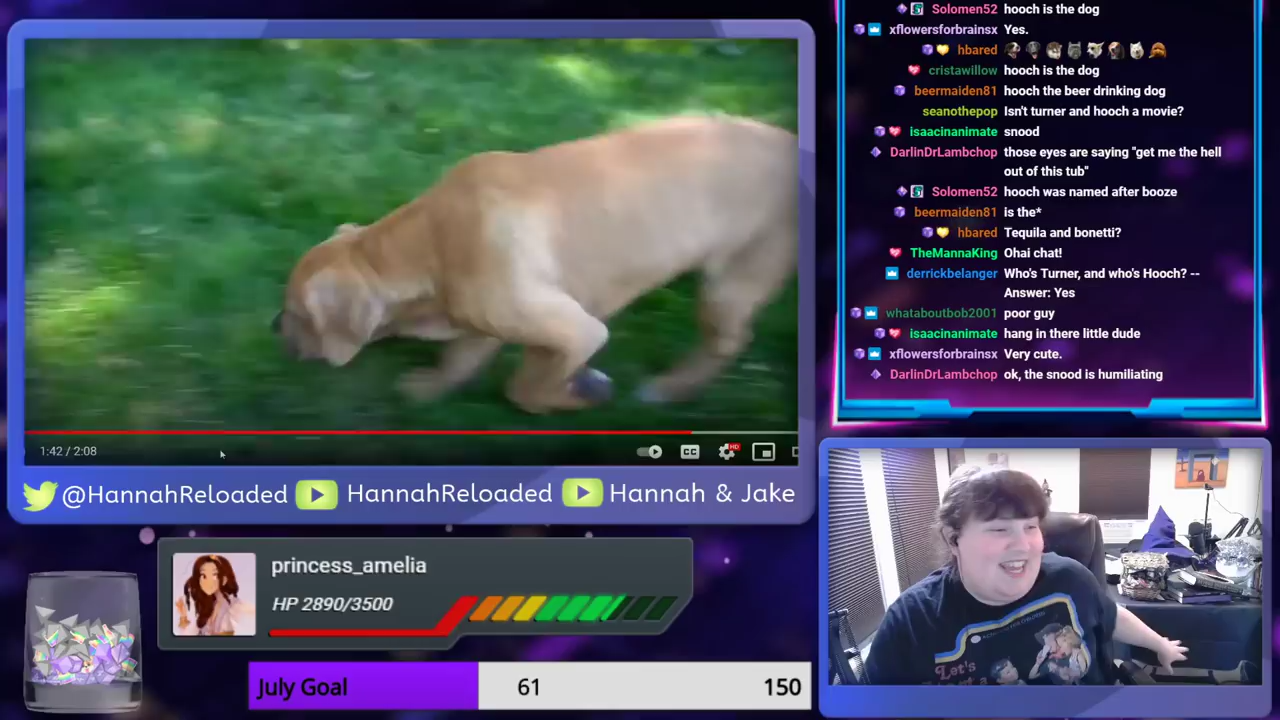 1:42 / 2:08
CC
HD
@HannahReloaded HannahReloaded Hannah & Jake
princess_amelia
HP 2890/3500
July Goal 61 150
Solomen52 hooch is the dog
xflowersforbrainsx Yes.
hbared
cristawillow hooch is the dog
beermaiden81 hooch the beer drinking dog
seanothepop Isn't turner and hooch a movie?
isaacinanimate snood
DarlinDrLambchop those eyes are saying "get me the hell
out of this tub"
Solomen52 hooch was named after booze
beermaiden81 is the*
hbared Tequila and bonetti?
TheMannaKing Ohai chat!
derrickbelanger Who's Turner, and who's Hooch? --
Answer: Yes
whataboutbob2001 poor guy
isaacinanimate hang in there little dude
xflowersforbrainsx Very cute.
DarlinDrLambchop ok, the snood is humiliating
Let's